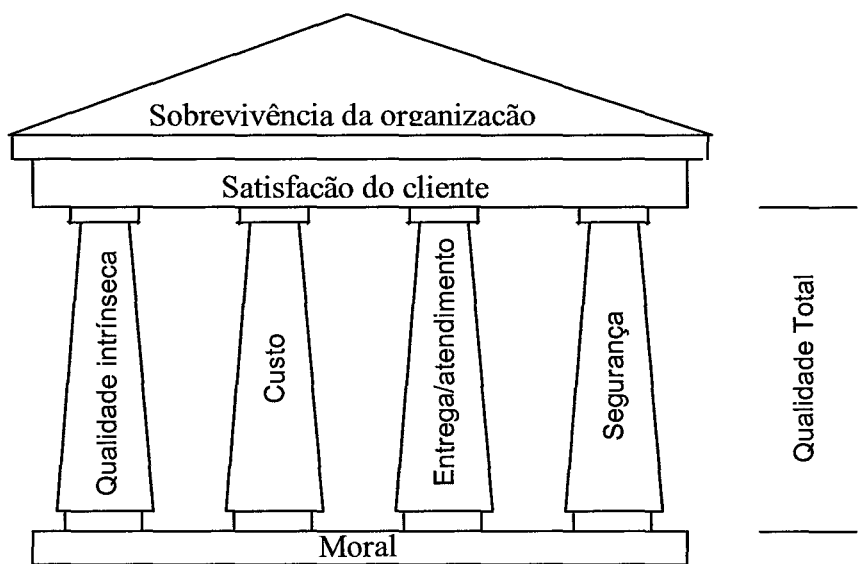 Sobrevivência da organização
Satisfação do cliente
Qualidade intrínseca
Custo
Entrega/atendimento
Segurança
Qualidade Total
Moral